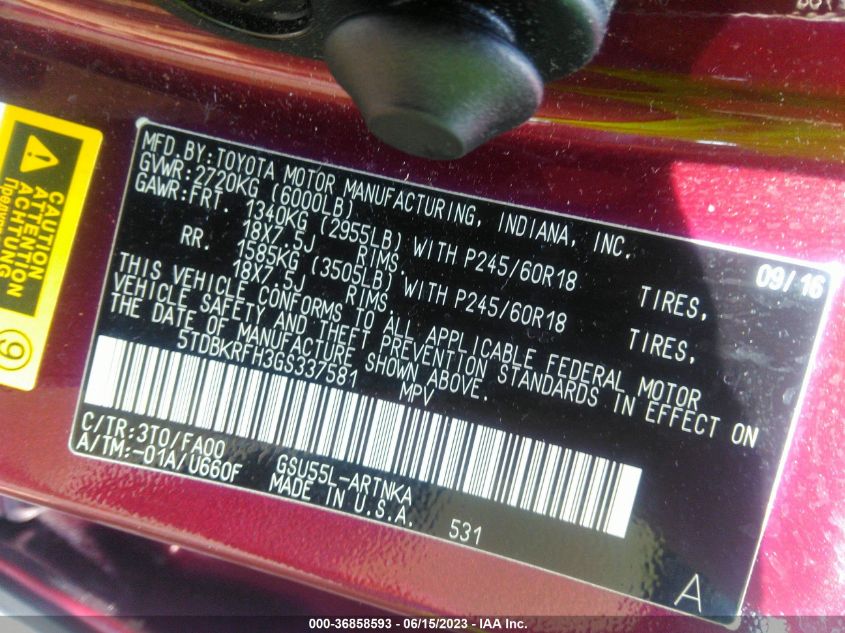 MFD.BY:TOYOTA MOTOR MANUFACTURING, INDIANA, INC.
GVWR:2720KG (6000LB) 09/16
GAWR:FRT. 1340KG (2955LB) WITH P245/60R18 TIRES,
18X7.5J RIMS.
RR. 1585KG (3505LB) WITH P245/60R18 TIRES,
18X7.5J RIMS.
THIS VEHICLE CONFORMS TO ALL APPLICABLE FEDERAL MOTOR
VEHICLE SAFETY AND THEFT PREVENTION STANDARDS IN EFFECT ON
THE DATE OF MANUFACTURE SHOWN ABOVE.
5TDBKRFH3GS337581 MPV
C/TR:3T0/FA00
A/TM:-01A/U660F
GSU55L-ARTNKA
MADE IN U.S.A.
531
A
CAUTION
ATTENTION
ACHTUNG
9
000-36858593 - 06/15/2023 - IAA Inc.